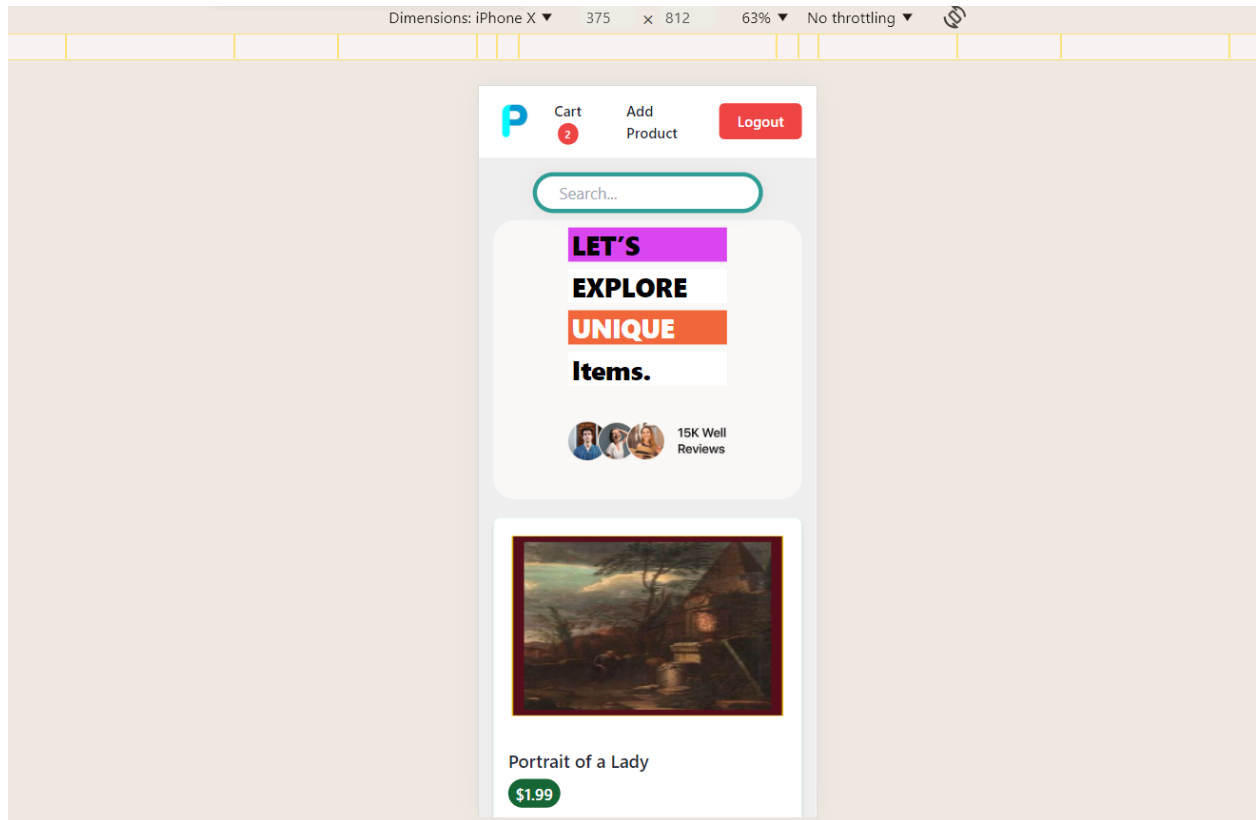 Dimensions: iPhone X ▼ 375 × 812 63% ▼ No throttling ▼
P
Cart
2
Add
Product
Logout
Search...
LET'S
EXPLORE
UNIQUE
Items.
15K Well
Reviews
Portrait of a Lady
$1.99